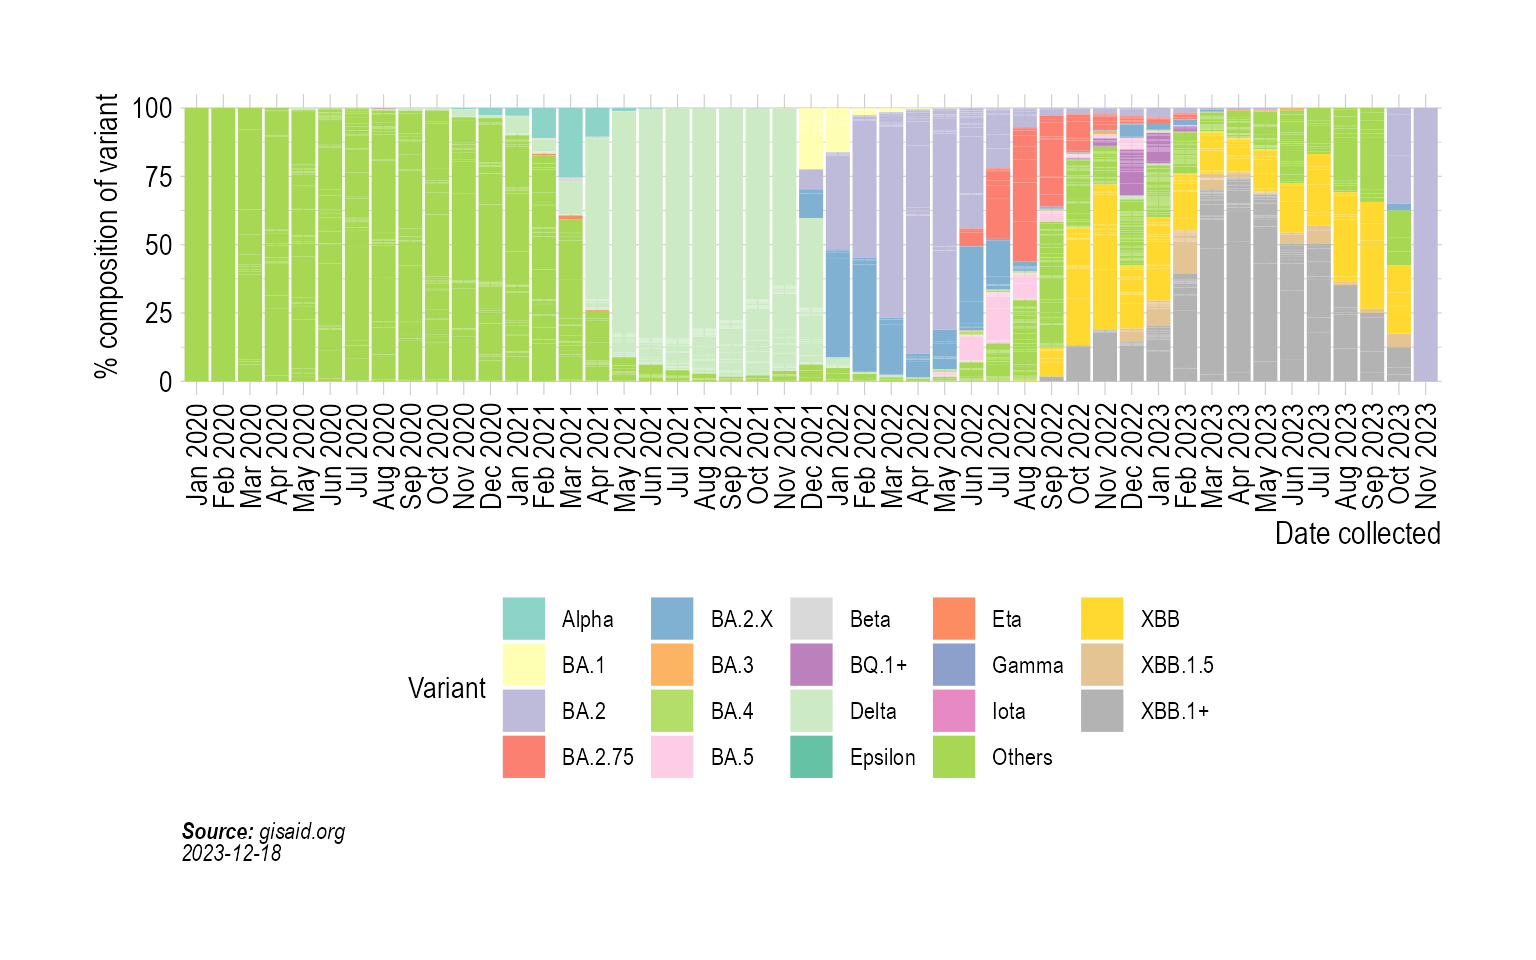 % composition of variant
100
75
50
25
0
Jan 2020
Feb 2020
Mar 2020
Apr 2020
May 2020
Jun 2020
Jul 2020
Aug 2020
Sep 2020
Oct 2020
Nov 2020
Dec 2020
Jan 2021
Feb 2021
Mar 2021
Apr 2021
May 2021
Jun 2021
Jul 2021
Aug 2021
Sep 2021
Oct 2021
Nov 2021
Dec 2021
Jan 2022
Feb 2022
Mar 2022
Apr 2022
May 2022
Jun 2022
Jul 2022
Aug 2022
Sep 2022
Oct 2022
Nov 2022
Dec 2022
Jan 2023
Feb 2023
Mar 2023
Apr 2023
May 2023
Jun 2023
Jul 2023
Aug 2023
Sep 2023
Oct 2023
Nov 2023
Date collected
Variant
Alpha
BA.1
BA.2
BA.2.75
BA.2.X
BA.3
BA.4
BA.5
Beta
BQ.1+
Delta
Epsilon
Eta
Gamma
Iota
Others
XBB
XBB.1.5
XBB.1+
Source: gisaid.org
2023-12-18